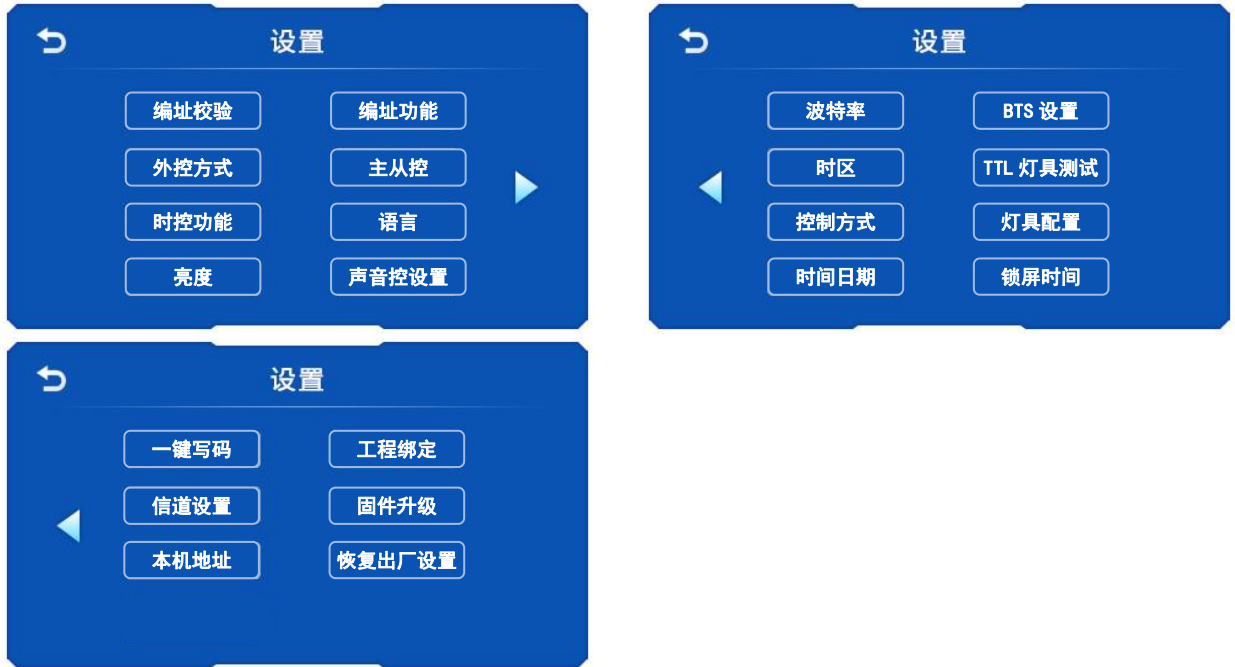 设置
编址校验
编址功能
外控方式
主从控
时控功能
语言
亮度
声音控设置
设置
波特率
BTS 设置
时区
TTL 灯具测试
控制方式
灯具配置
时间日期
锁屏时间
设置
一键写码
工程绑定
信道设置
固件升级
本机地址
恢复出厂设置